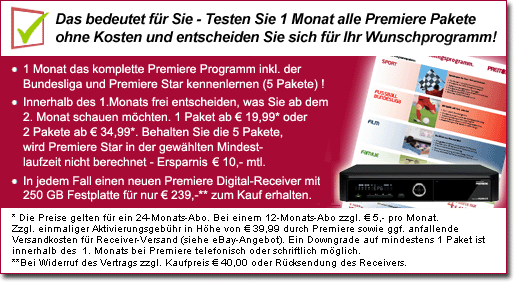 Das bedeutet für Sie - Testen Sie 1 Monat alle Premiere Pakete
ohne Kosten und entscheiden Sie sich für Ihr Wunschprogramm!
• 1 Monat das komplette Premiere Programm inkl. der
Bundesliga und Premiere Star kennenlernen (5 Pakete) !
• Innerhalb des 1.Monats frei entscheiden, was Sie ab dem
2. Monat schauen möchten. 1 Paket ab € 19,99* oder
2 Pakete ab € 34,99*. Behalten Sie die 5 Pakete,
wird Premiere Star in der gewählten Mindest-
laufzeit nicht berechnet - Ersparnis € 10,- mtl.
• In jedem Fall einen neuen Premiere Digital-Receiver mit
250 GB Festplatte für nur € 239,-** zum Kauf erhalten.
SPORT
FUSSBALL
BUNDESLIGA
FILM
FAMILIE
* Die Preise gelten für ein 24-Monats-Abo. Bei einem 12-Monats-Abo zzgl. € 5,- pro Monat.
Zzgl. einmaliger Aktivierungsgebühr in Höhe von € 39,99 durch Premiere sowie ggf. anfallende
Versandkosten für Receiver-Versand (siehe eBay-Angebot). Ein Downgrade auf mindestens 1 Paket ist
innerhalb des 1. Monats bei Premiere telefonisch oder schriftlich möglich.
**Bei Widerruf des Vertrags zzgl. Kaufpreis € 40,00 oder Rücksendung des Receivers.